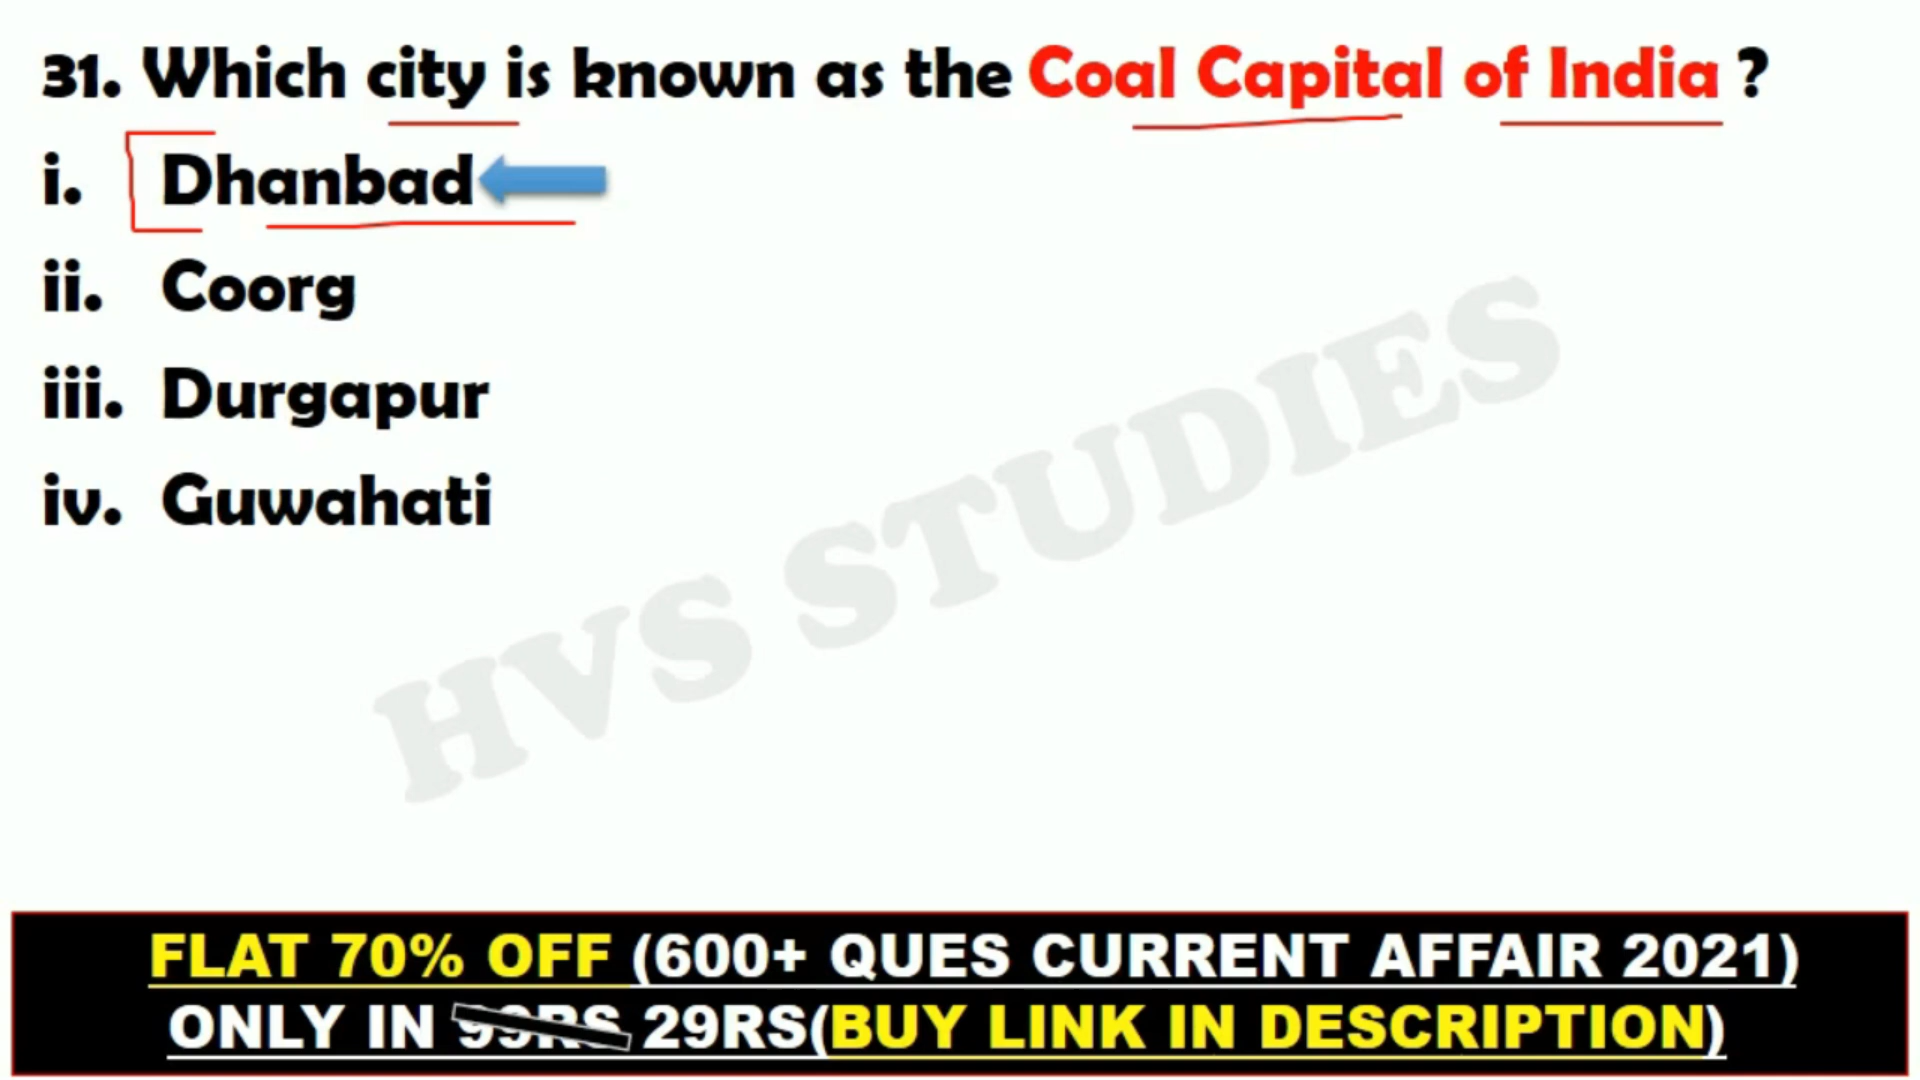 31. Which city is known as the Coal Capital of India ?
i. Dhanbad
ii. Coorg
iii. Durgapur
iv. Guwahati
HVS STUDIES
FLAT 70% OFF (600+ QUES CURRENT AFFAIR 2021)
ONLY IN 99RS 29RS(BUY LINK IN DESCRIPTION)